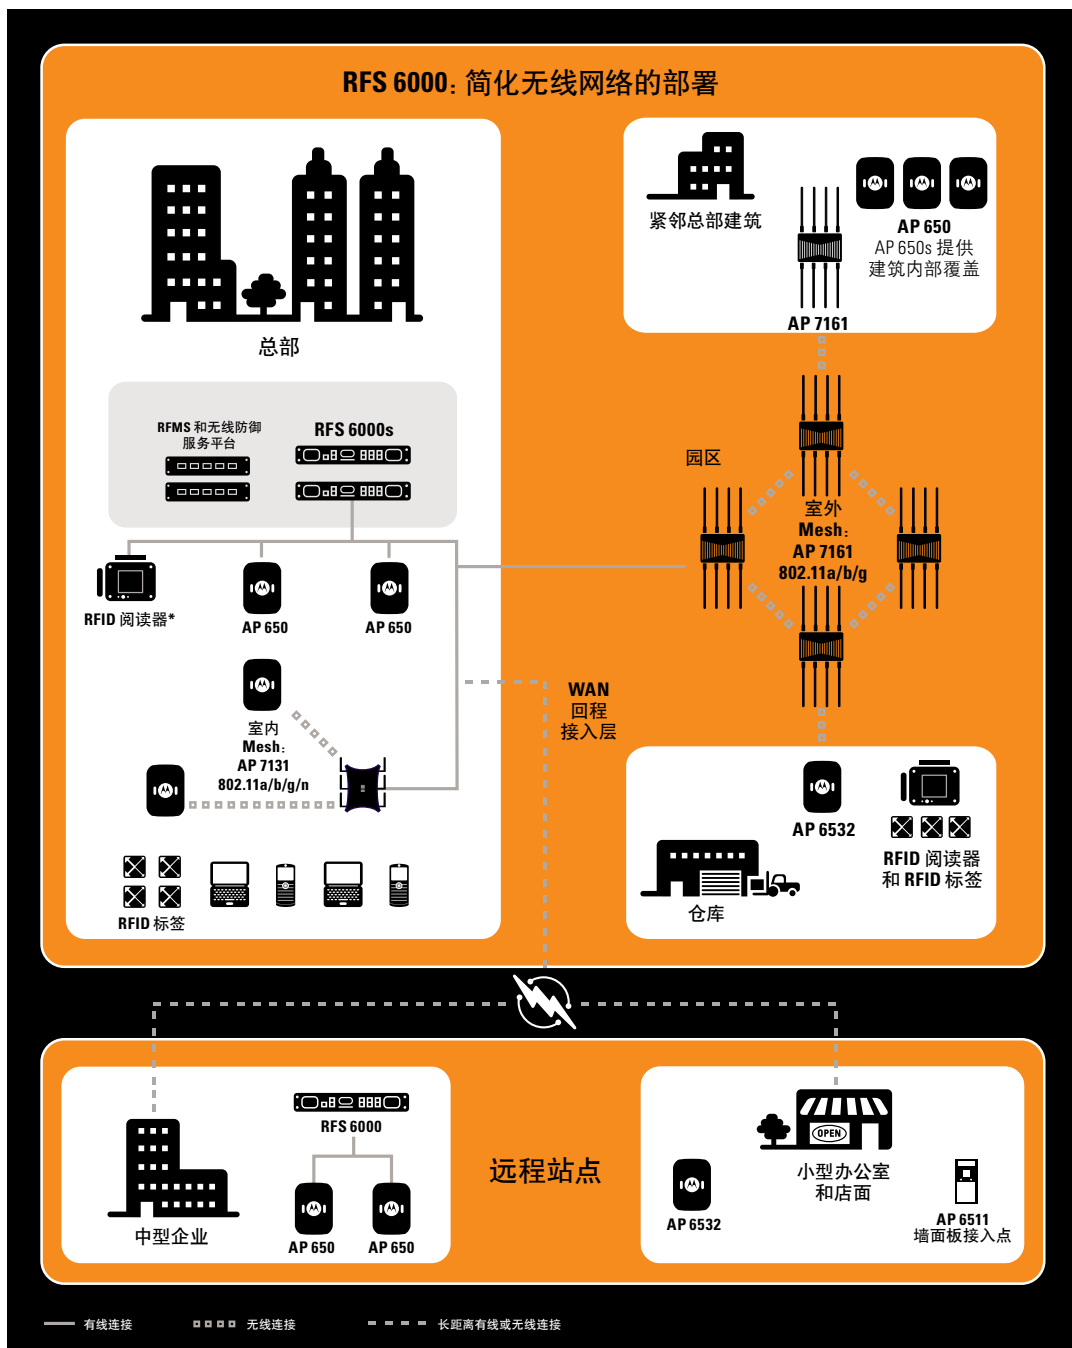 RFS 6000: 简化无线网络的部署
总部
RFMS 和无线防御
服务平台
RFS 6000s
RFID 阅读器*
AP 650
AP 650
室内
Mesh:
AP 7131
802.11a/b/g/n
RFID 标签
紧邻总部建筑
AP 650
AP 650s 提供
建筑内部覆盖
AP 7161
园区
室外
Mesh:
AP 7161
802.11a/b/g
WAN
回程
接入层
AP 6532
RFID 阅读器
和 RFID 标签
仓库
中型企业
RFS 6000
AP 650
AP 650
远程站点
OPEN
小型办公室
和店面
AP 6532
AP 6511
墙面板接入点
有线连接
无线连接
长距离有线或无线连接